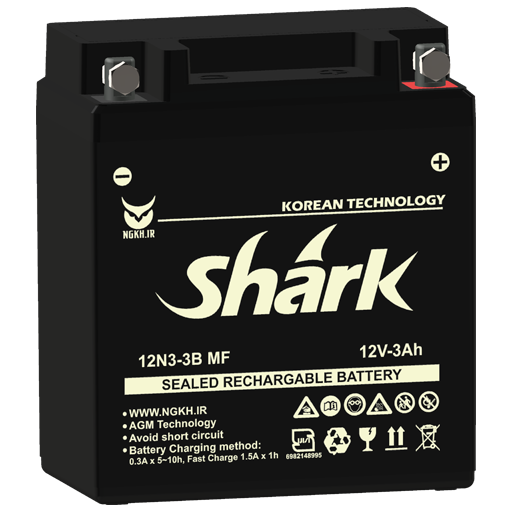 NGKH.IR
KOREAN TECHNOLOGY
Shark
12N3-3B MF 12V-3Ah
SEALED RECHARGABLE BATTERY
• WWW.NGKH.IR
• AGM Technology
• Avoid short circuit
• Battery Charging method:
0.3A x 5~10h, Fast Charge 1.5A x 1h
6982148995